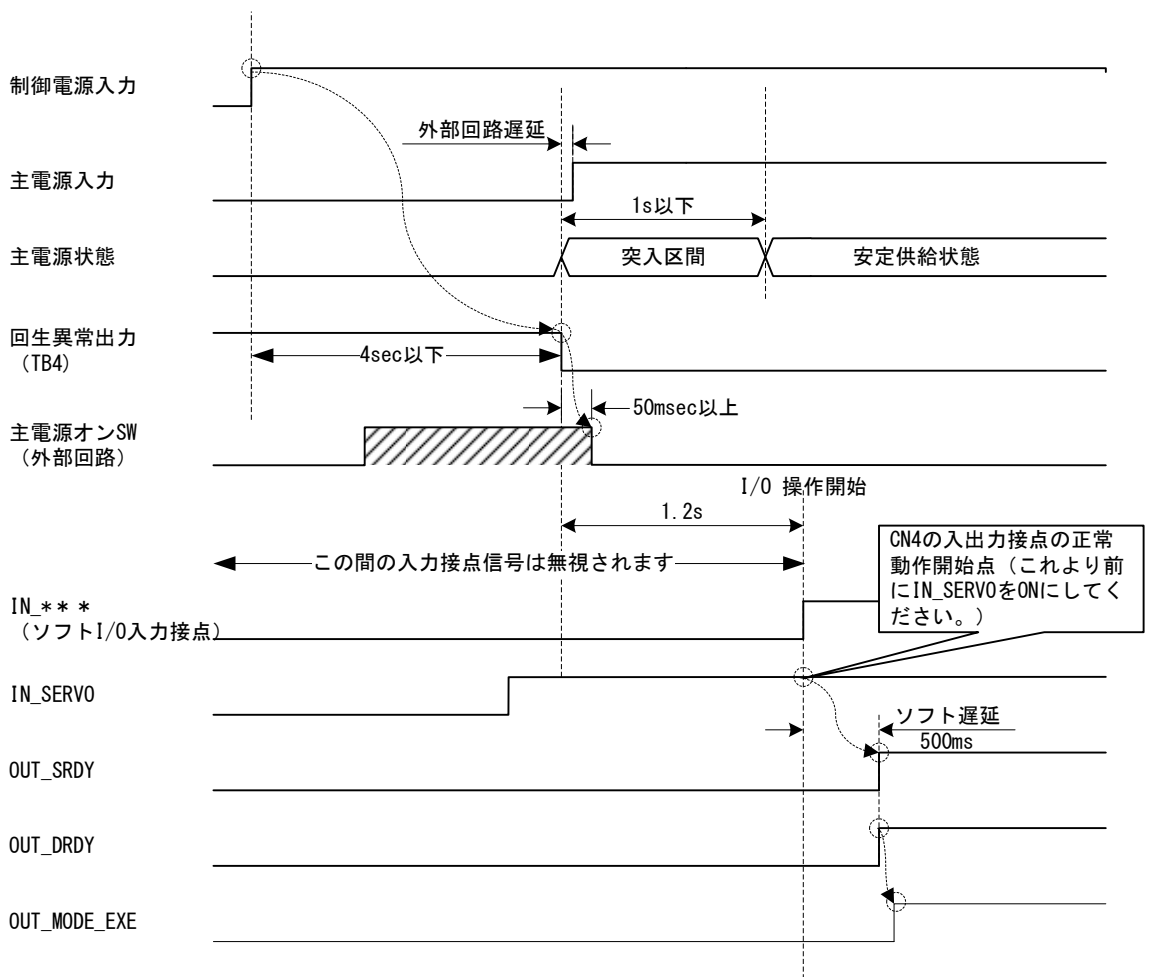 制御電源入力
外部回路遅延
主電源入力
1s以下
主電源状態
突入区間
安定供給状態
回生異常出力
（TB4）
4sec以下
50msec以上
主電源オンSW
（外部回路）
I/O 操作開始
1.2s
CN4の入出力接点の正常
動作開始点（これより前
にIN_SERVOをONにしてく
ださい。）
この間の入力接点信号は無視されます
IN_＊＊＊
（ソフトI/O入力接点）
IN_SERVO
ソフト遅延
500ms
OUT_SRDY
OUT_DRDY
OUT_MODE_EXE